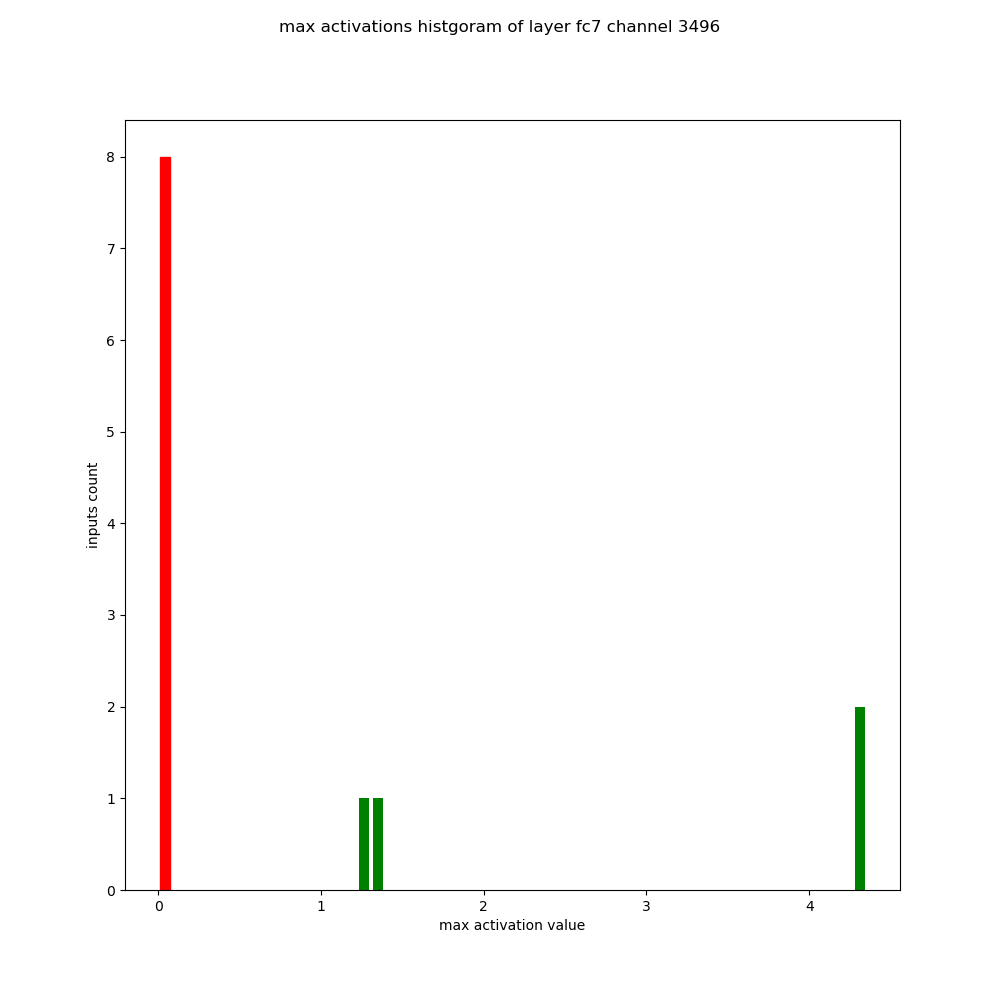 max activations histgoram of layer fc7 channel 3496
8
7
6
5
4
3
2
1
0
inputs count
0 1 2 3 4
max activation value